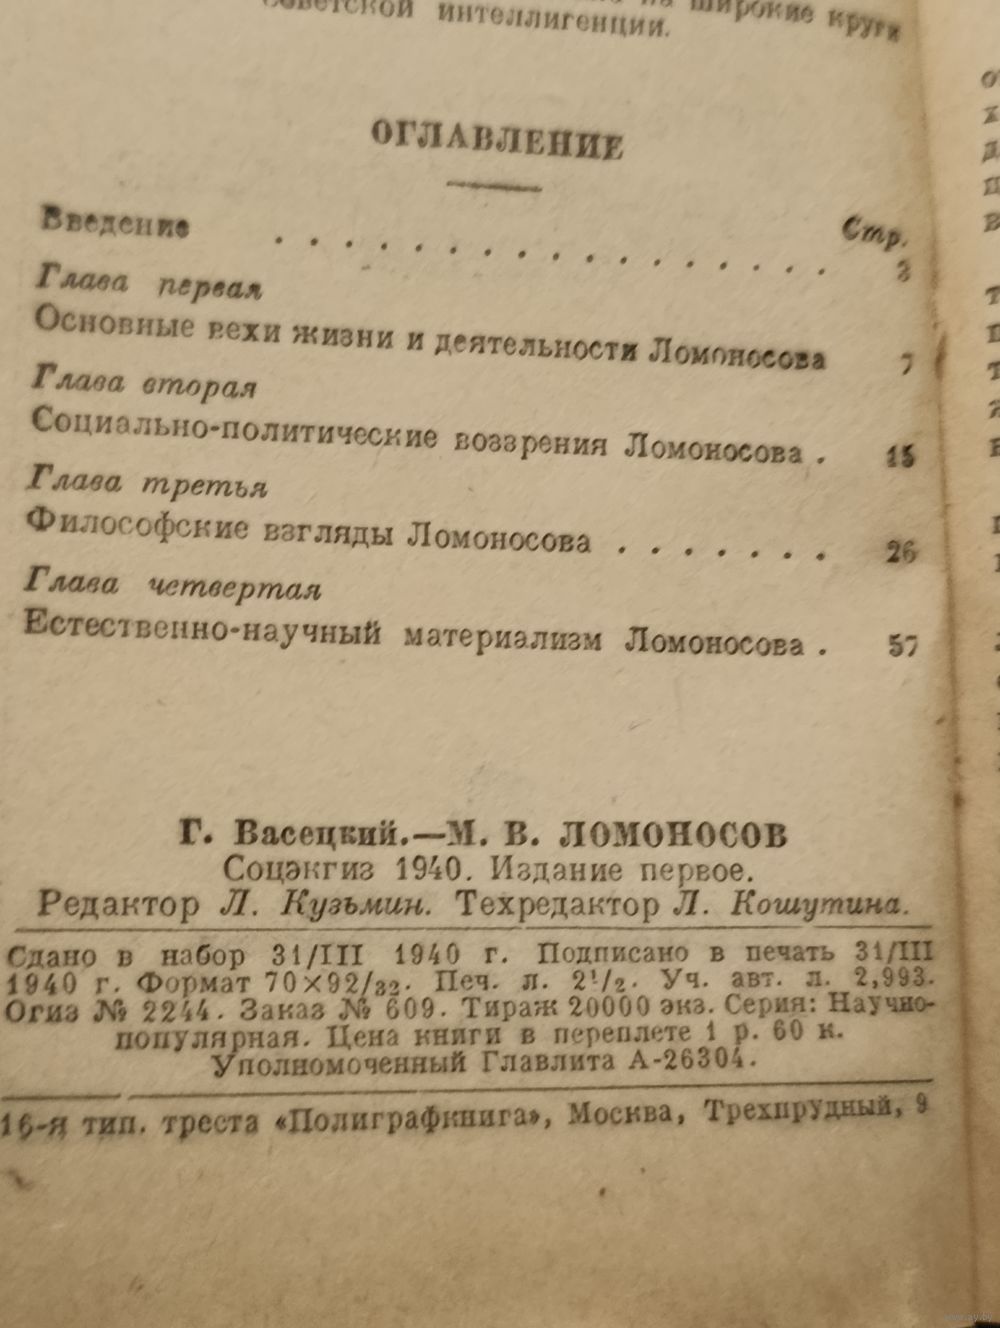 на широкие круги
советской интеллигенции.
ОГЛАВЛЕНИЕ
Стр.
Введение . . . . . . . . . . . . . . . . . 3
Глава первая
Основные вехи жизни и деятельности Ломоносова 7
Глава вторая
Социально-политические воззрения Ломоносова . 15
Глава третья
Философские взгляды Ломоносова . . . . . . . 26
Глава четвертая
Естественно-научный материализм Ломоносова . 57
Г. Васецкий.—М. В. ЛОМОНОСОВ
Соцэкгиз 1940. Издание первое.
Редактор Л. Кузьмин. Техредактор Л. Кошутина.
Сдано в набор 31/III 1940 г. Подписано в печать 31/III
1940 г. Формат 70×92/32. Печ. л. 2¹/₂. Уч. авт. л. 2,993.
Огиз № 2244. Заказ № 609. Тираж 20000 экз. Серия: Научно-
популярная. Цена книги в переплете 1 р. 60 к.
Уполномоченный Главлита А-26304.
16-я тип. треста «Полиграфкнига», Москва, Трехпрудный, 9